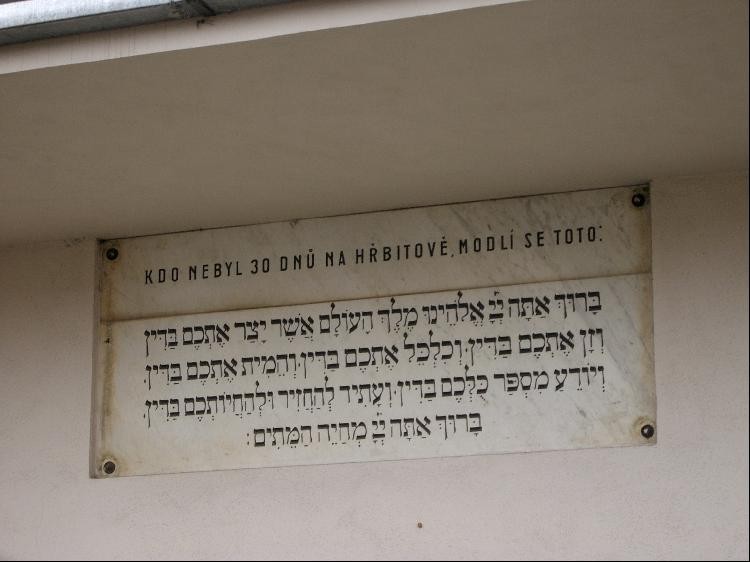 KDO NEBYL 30 DNŮ NA HŘBITOVĚ, MODLÍ SE TOTO:
בָּרוּךְ אַתָּה יְיָ אֱלֹהֵינוּ מֶלֶךְ הָעוֹלָם אֲשֶׁר יָצַר אֶתְכֶם בַּדִּין
וְזָן אֶתְכֶם בַּדִּין, וְכִלְכֵּל אֶתְכֶם בַּדִּין, וְהֵמִית אֶתְכֶם בַּדִּין,
וְיוֹדֵעַ מִסְפַּר כֻּלְּכֶם בַּדִּין, וְעָתִיד לְהַחֲזִיר וּלְהַחֲיוֹתְכֶם בַּדִּין,
בָּרוּךְ אַתָּה יְיָ מְחַיֵּה הַמֵּתִים: